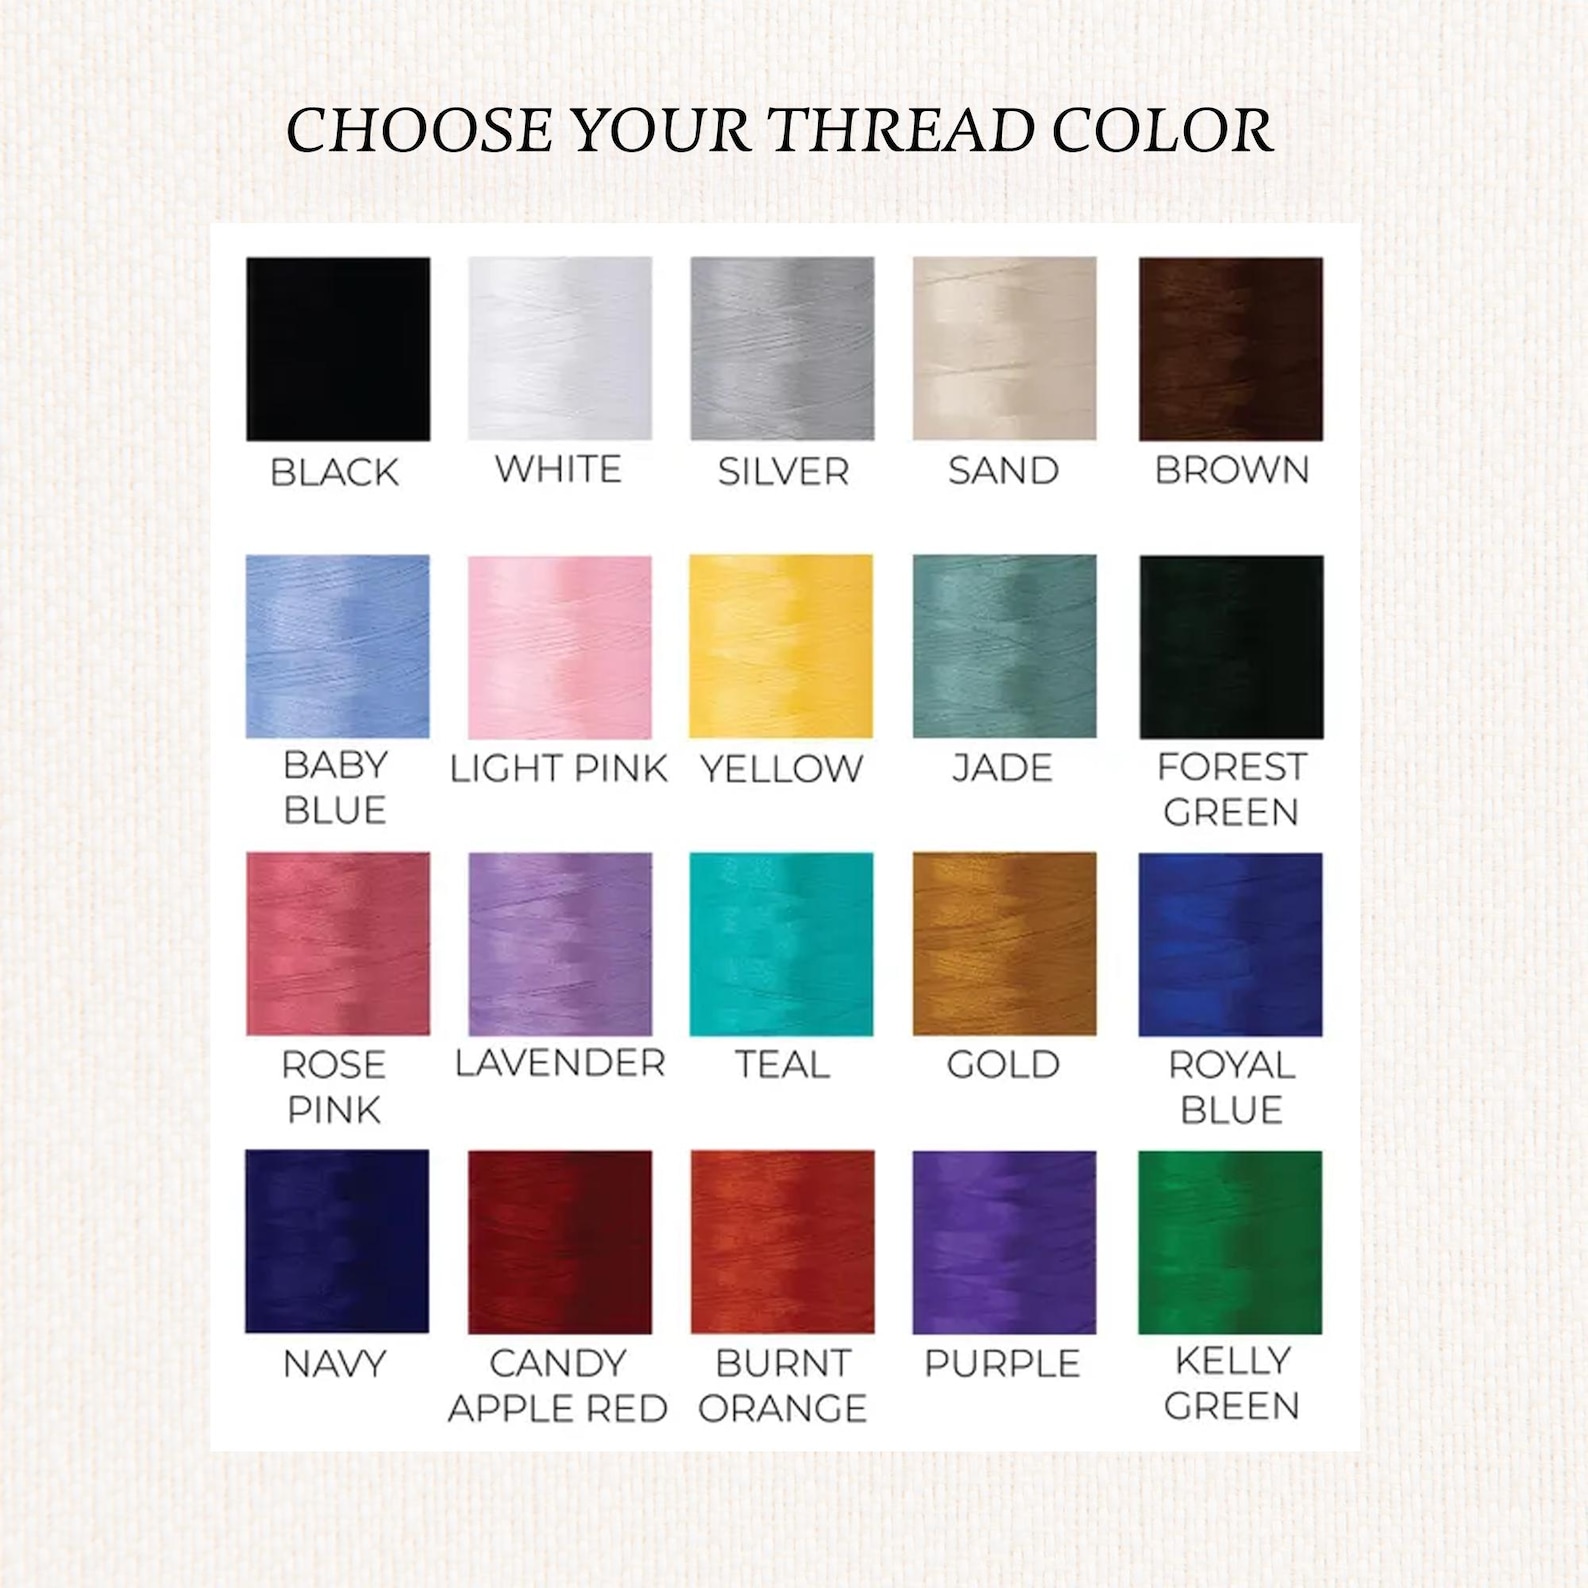 CHOOSE YOUR THREAD COLOR
BLACK
WHITE
SILVER
SAND
BROWN
BABY
BLUE
LIGHT PINK
YELLOW
JADE
FOREST
GREEN
ROSE
PINK
LAVENDER
TEAL
GOLD
ROYAL
BLUE
NAVY
CANDY
APPLE RED
BURNT
ORANGE
PURPLE
KELLY
GREEN